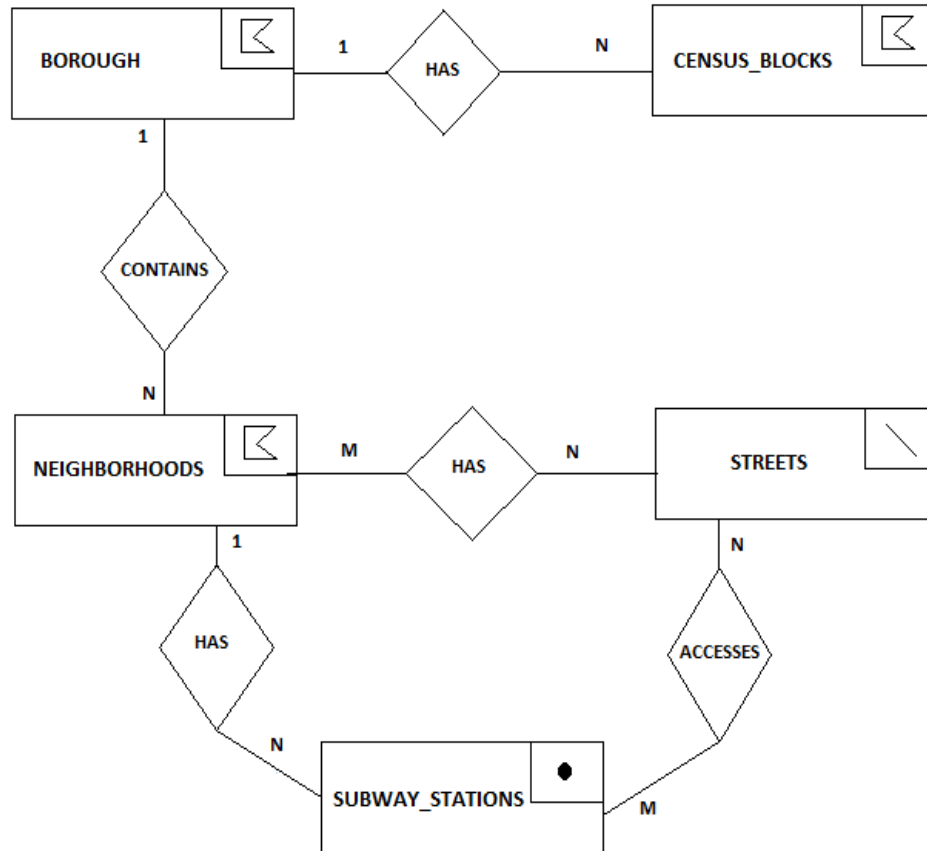 BOROUGH
1
HAS
N
CENSUS_BLOCKS
1
CONTAINS
N
NEIGHBORHOODS
M
HAS
N
STREETS
1
N
HAS
ACCESSES
N
SUBWAY_STATIONS
M